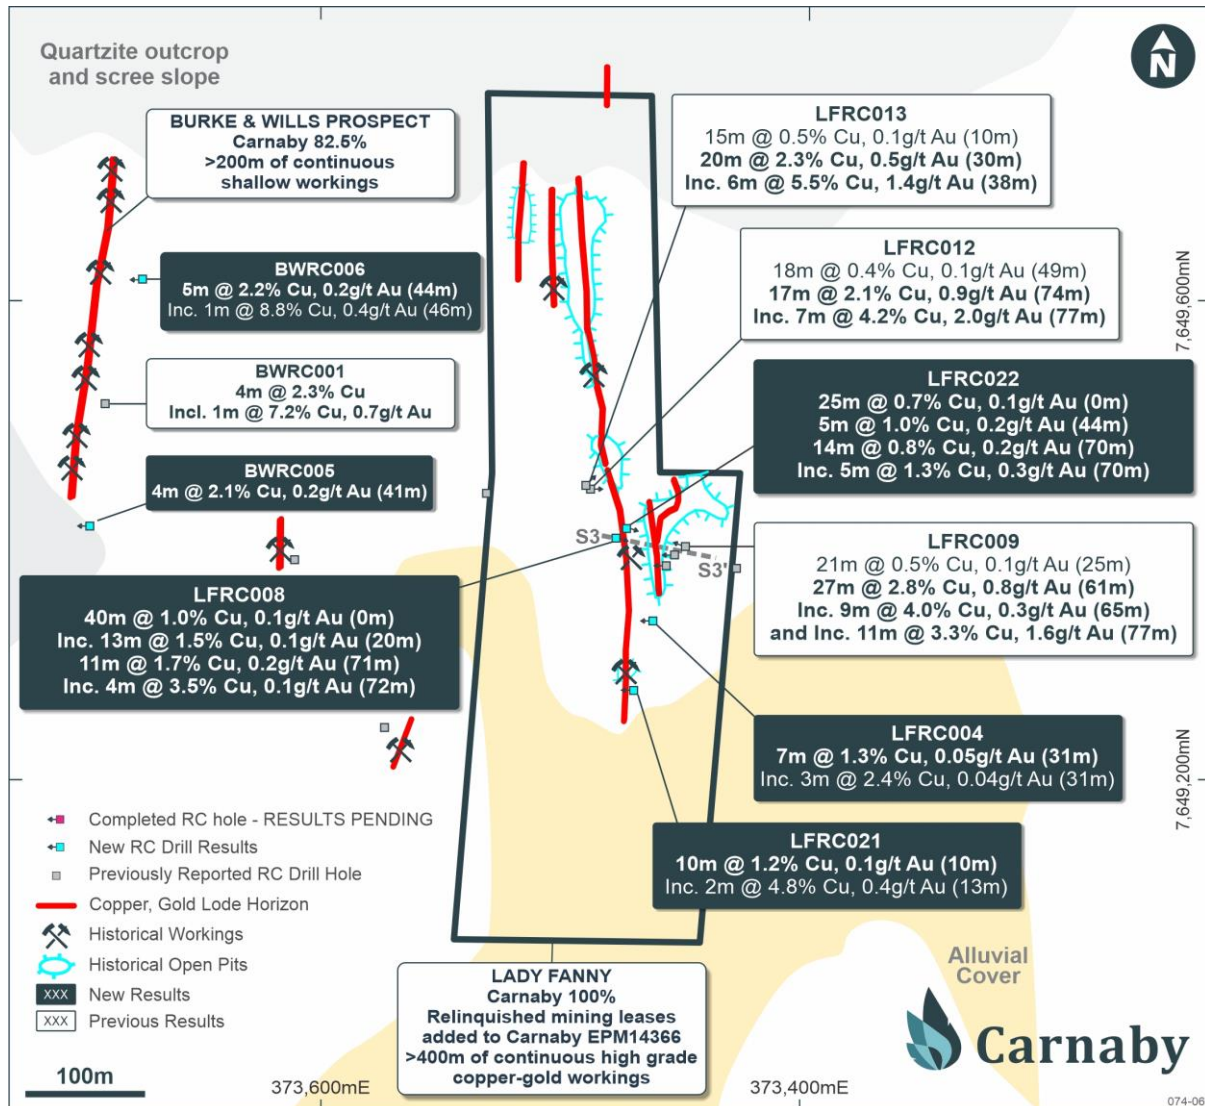 Quartzite outcrop
and scree slope
N
BURKE & WILLS PROSPECT
Carnaby 82.5%
>200m of continuous
shallow workings
LFRC013
15m @ 0.5% Cu, 0.1g/t Au (10m)
20m @ 2.3% Cu, 0.5g/t Au (30m)
Inc. 6m @ 5.5% Cu, 1.4g/t Au (38m)
BWRC006
5m @ 2.2% Cu, 0.2g/t Au (44m)
Inc. 1m @ 8.8% Cu, 0.4g/t Au (46m)
LFRC012
18m @ 0.4% Cu, 0.1g/t Au (49m)
17m @ 2.1% Cu, 0.9g/t Au (74m)
Inc. 7m @ 4.2% Cu, 2.0g/t Au (77m)
7,649,600mN
BWRC001
4m @ 2.3% Cu
Incl. 1m @ 7.2% Cu, 0.7g/t Au
LFRC022
25m @ 0.7% Cu, 0.1g/t Au (0m)
5m @ 1.0% Cu, 0.2g/t Au (44m)
14m @ 0.8% Cu, 0.2g/t Au (70m)
Inc. 5m @ 1.3% Cu, 0.3g/t Au (70m)
BWRC005
4m @ 2.1% Cu, 0.2g/t Au (41m)
S3
S3'
LFRC009
21m @ 0.5% Cu, 0.1g/t Au (25m)
27m @ 2.8% Cu, 0.8g/t Au (61m)
Inc. 9m @ 4.0% Cu, 0.3g/t Au (65m)
and Inc. 11m @ 3.3% Cu, 1.6g/t Au (77m)
LFRC008
40m @ 1.0% Cu, 0.1g/t Au (0m)
Inc. 13m @ 1.5% Cu, 0.1g/t Au (20m)
11m @ 1.7% Cu, 0.2g/t Au (71m)
Inc. 4m @ 3.5% Cu, 0.1g/t Au (72m)
LFRC004
7m @ 1.3% Cu, 0.05g/t Au (31m)
Inc. 3m @ 2.4% Cu, 0.04g/t Au (31m)
7,649,200mN
LFRC021
10m @ 1.2% Cu, 0.1g/t Au (10m)
Inc. 2m @ 4.8% Cu, 0.4g/t Au (13m)
Completed RC hole - RESULTS PENDING
New RC Drill Results
Previously Reported RC Drill Hole
Copper, Gold Lode Horizon
Historical Workings
Historical Open Pits
XXX New Results
XXX Previous Results
LADY FANNY
Carnaby 100%
Relinquished mining leases
added to Carnaby EPM14366
>400m of continuous high grade
copper-gold workings
Alluvial
Cover
Carnaby
100m
373,600mE
373,400mE
074-06